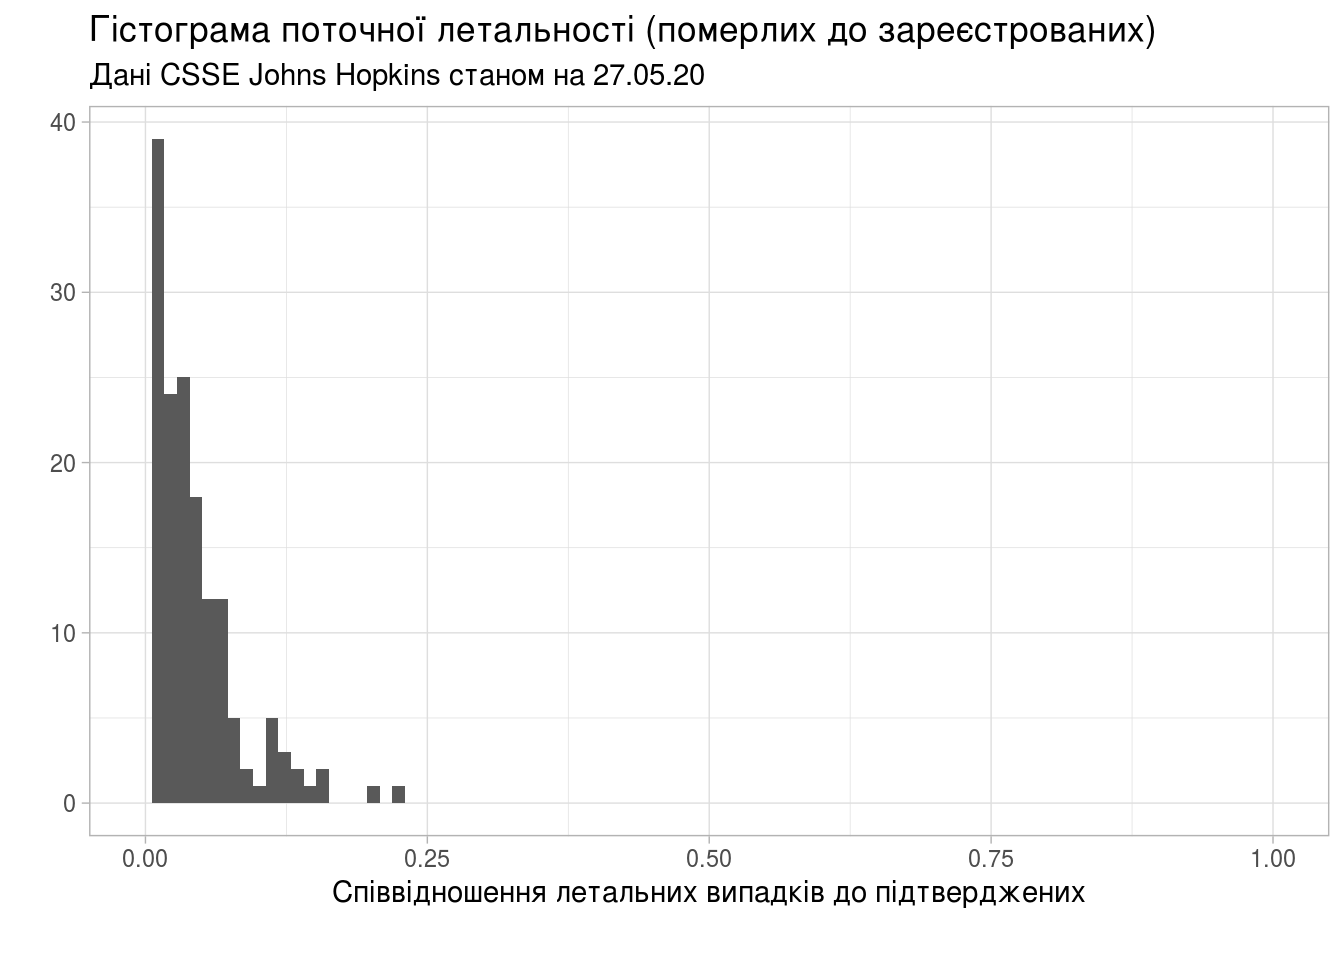 Гістограма поточної летальності (померлих до зареєстрованих)
Дані CSSE Johns Hopkins станом на 27.05.20
40
30
20
10
0
0.00 0.25 0.50 0.75 1.00
Співвідношення летальних випадків до підтверджених